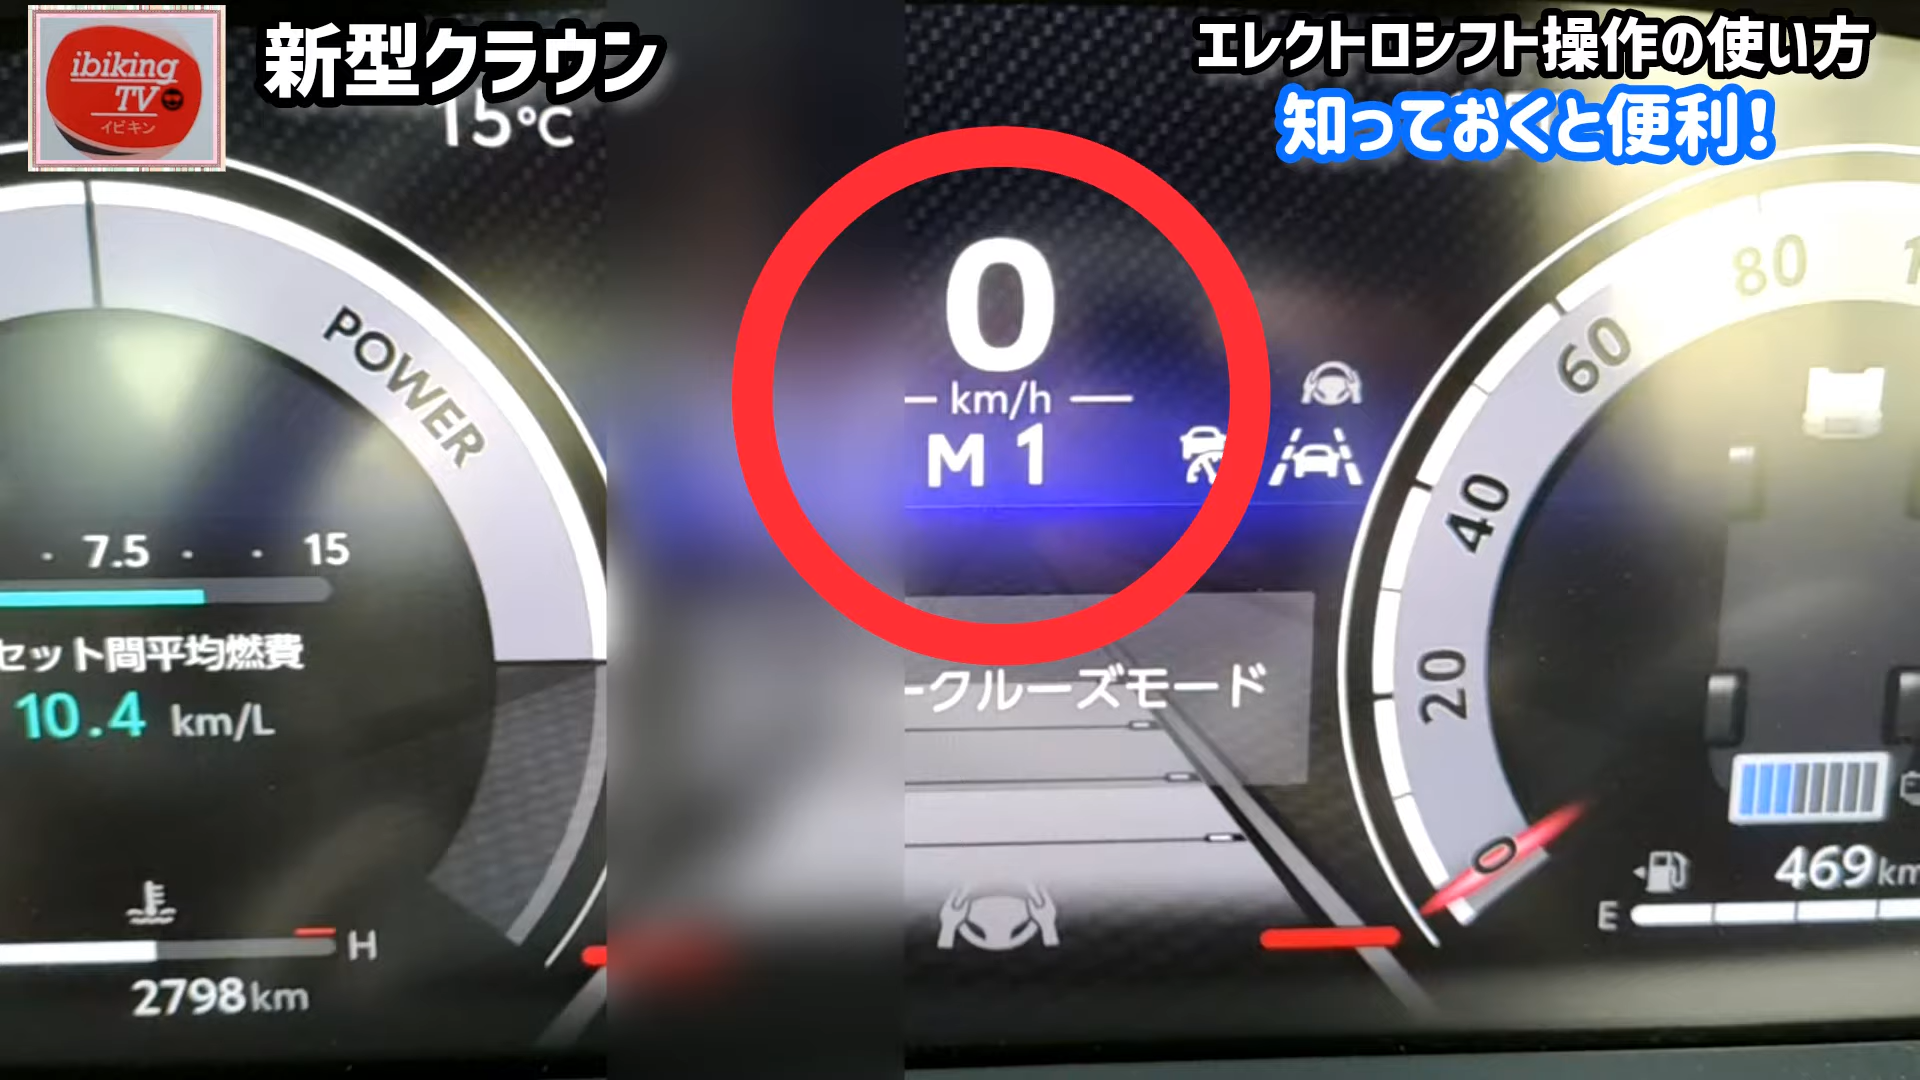 ibiking
TV
イビキン
新型クラウン
エレクトロシフト操作の使い方
知っておくと便利!
15℃
POWER
7.5
15
セット間平均燃費
10.4 km/L
H
2798km
0
km/h
M 1
ークルーズモード
80
60
40
20
0
469km
E